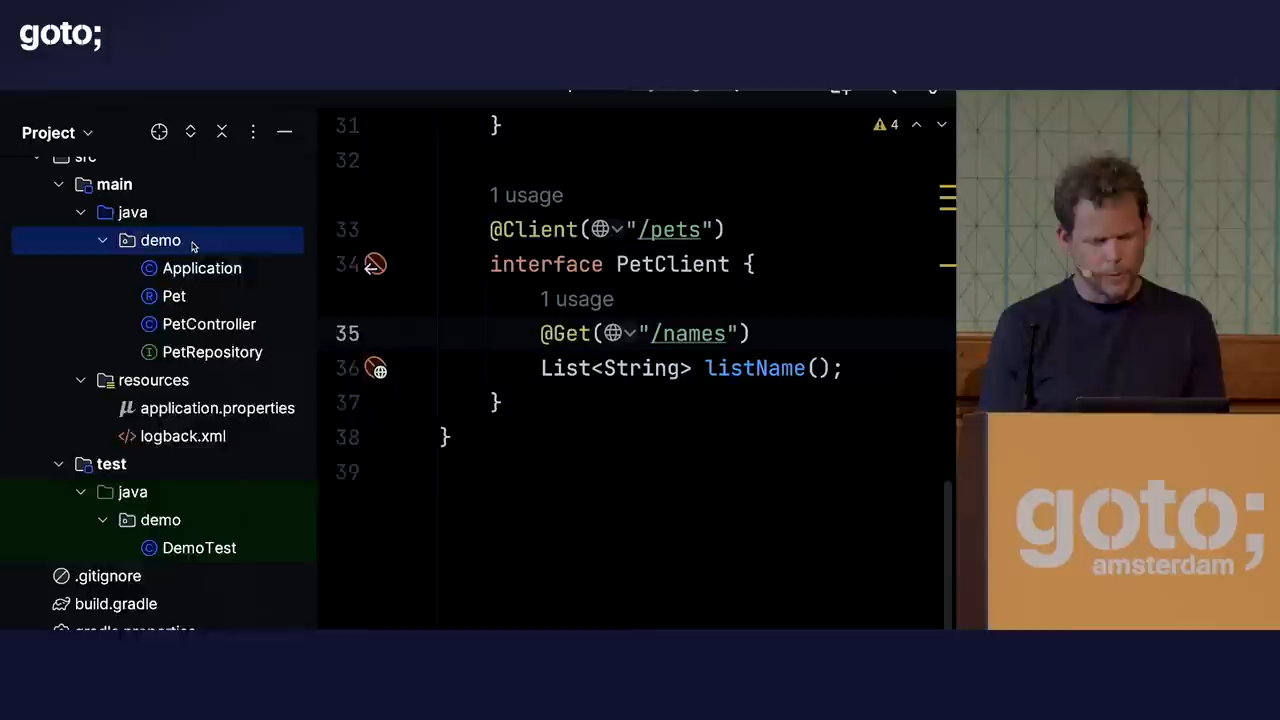 goto;
Project
src
main
java
demo
Application
Pet
PetController
PetRepository
resources
application.properties
logback.xml
test
java
demo
DemoTest
.gitignore
build.gradle
gradle.properties
4
31 }
32
1 usage
33 @Client("/pets")
34 interface PetClient {
1 usage
35 @Get("/names")
36 List<String> listName();
37 }
38 }
39
goto;
amsterdam